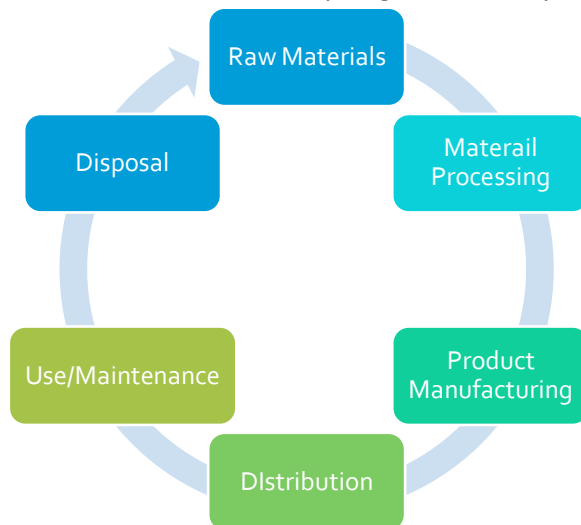 Raw Materials
Materail
Processing
Product
Manufacturing
DIstribution
Use/Maintenance
Disposal